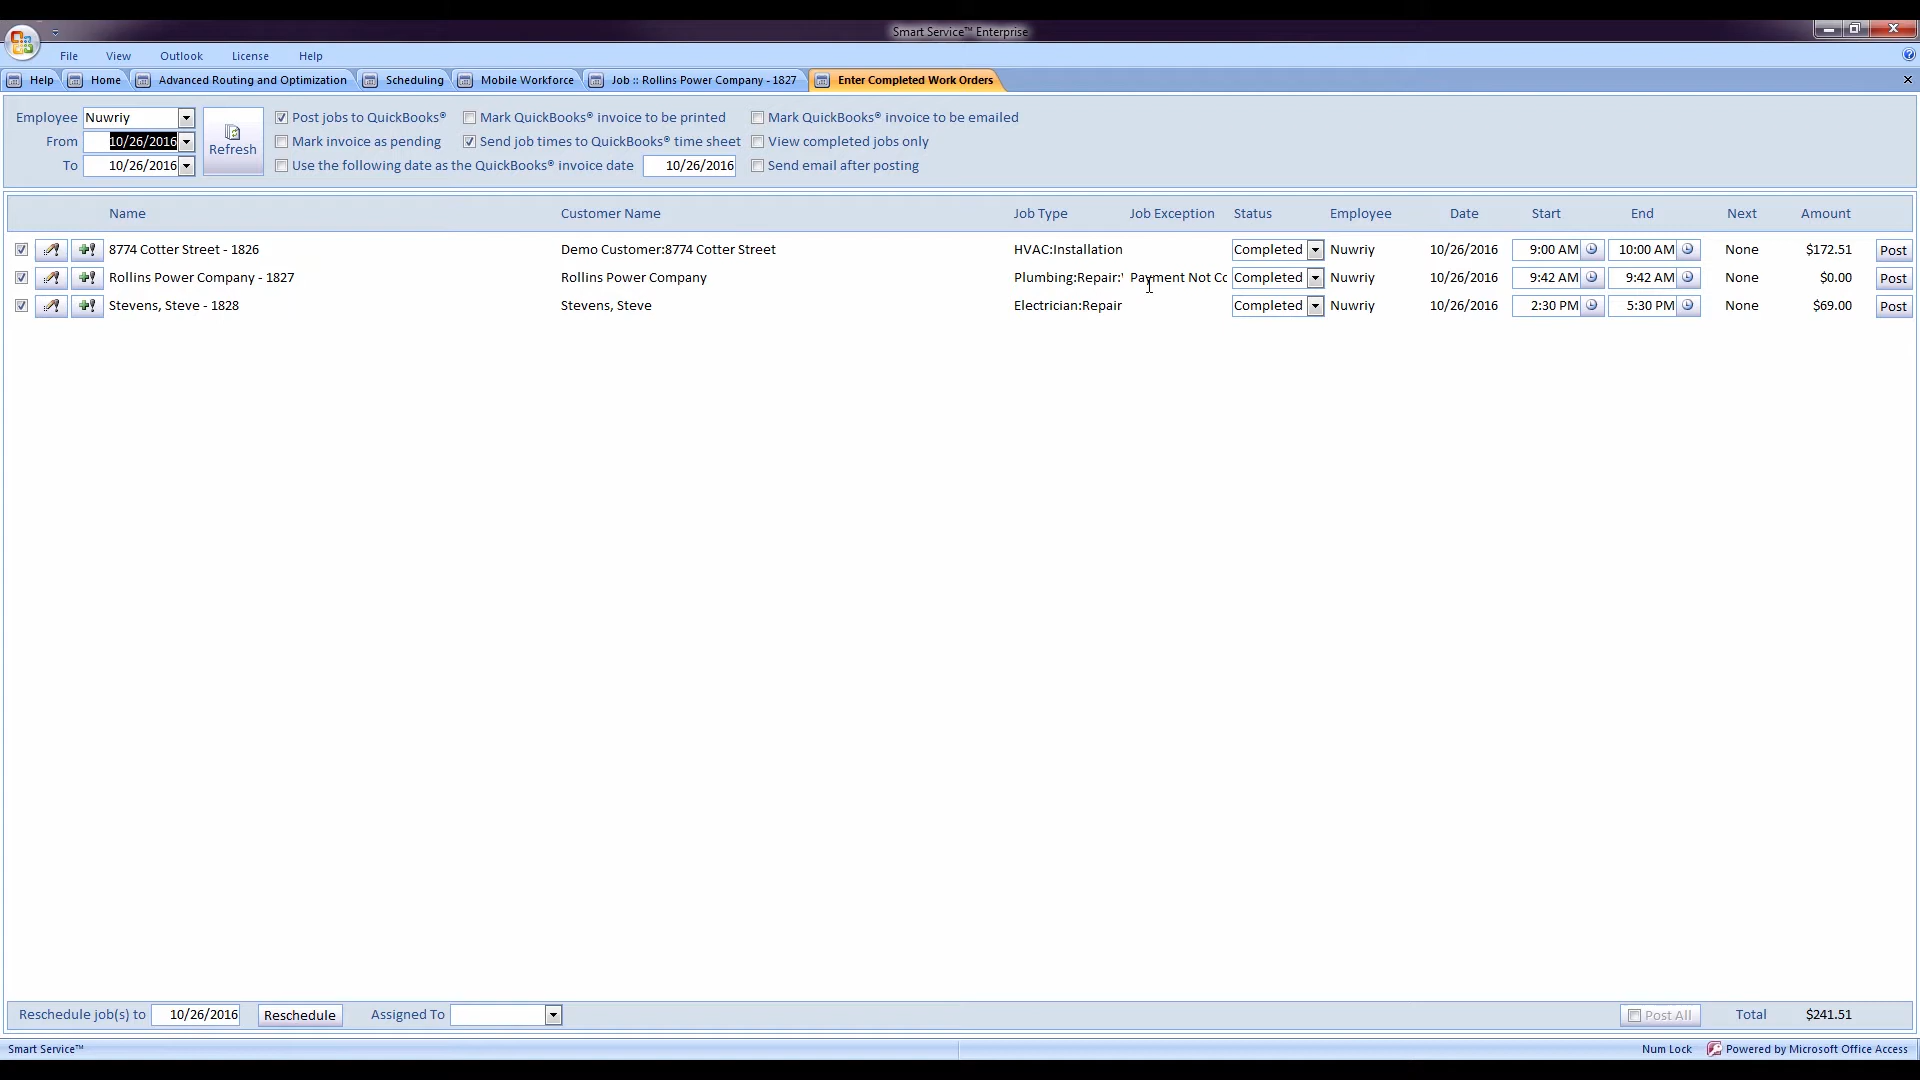 Smart Service™ Enterprise
File View Outlook License Help
Help Home Advanced Routing and Optimization Scheduling Mobile Workforce Job :: Rollins Power Company - 1827 Enter Completed Work Orders
Employee Nuwriy Post jobs to QuickBooks® Mark QuickBooks® invoice to be printed Mark QuickBooks® invoice to be emailed
From 10/26/2016 Refresh Mark invoice as pending Send job times to QuickBooks® time sheet View completed jobs only
To 10/26/2016 Use the following date as the QuickBooks® invoice date 10/26/2016 Send email after posting
Name Customer Name Job Type Job Exception Status Employee Date Start End Next Amount
8774 Cotter Street - 1826 Demo Customer:8774 Cotter Street HVAC:Installation Completed Nuwriy 10/26/2016 9:00 AM 10:00 AM None $172.51 Post
Rollins Power Company - 1827 Rollins Power Company Plumbing:Repair: Payment Not Co Completed Nuwriy 10/26/2016 9:42 AM 9:42 AM None $0.00 Post
Stevens, Steve - 1828 Stevens, Steve Electrician:Repair Completed Nuwriy 10/26/2016 2:30 PM 5:30 PM None $69.00 Post
Reschedule job(s) to 10/26/2016 Reschedule Assigned To Post All Total $241.51
Smart Service™ Num Lock Powered by Microsoft Office Access